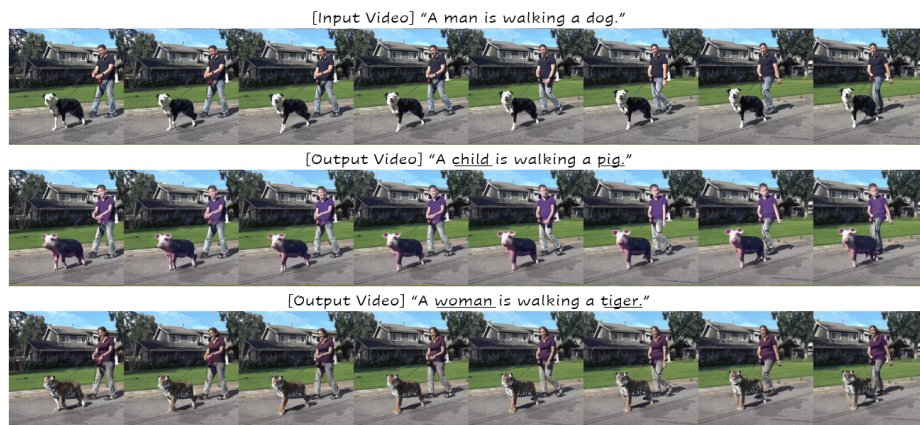 [Input Video] “A man is walking a dog.”
[Output Video] “A child is walking a pig.”
[Output Video] “A woman is walking a tiger.”